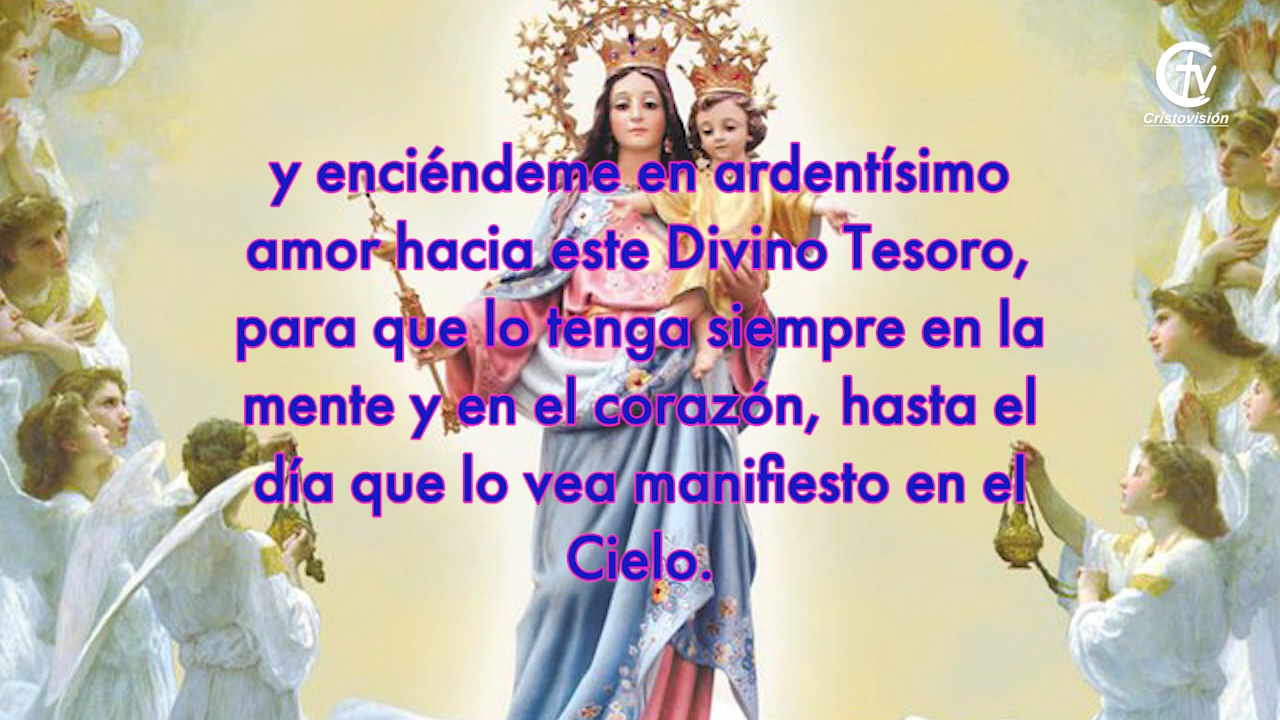 Ctv
Cristovisión
y enciéndeme en ardentísimo
amor hacia este Divino Tesoro,
para que lo tenga siempre en la
mente y en el corazón, hasta el
día que lo vea manifiesto en el
Cielo.